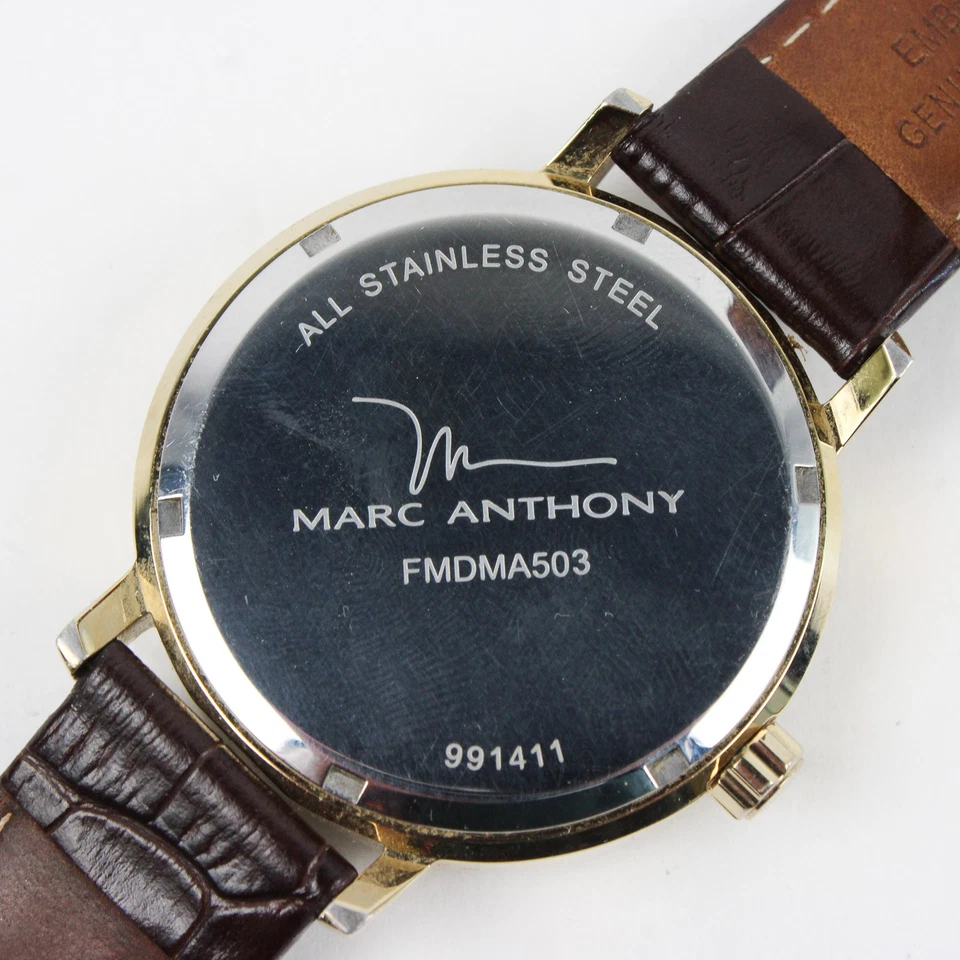 ALL STAINLESS STEEL
MARC ANTHONY
FMDMA503
991411